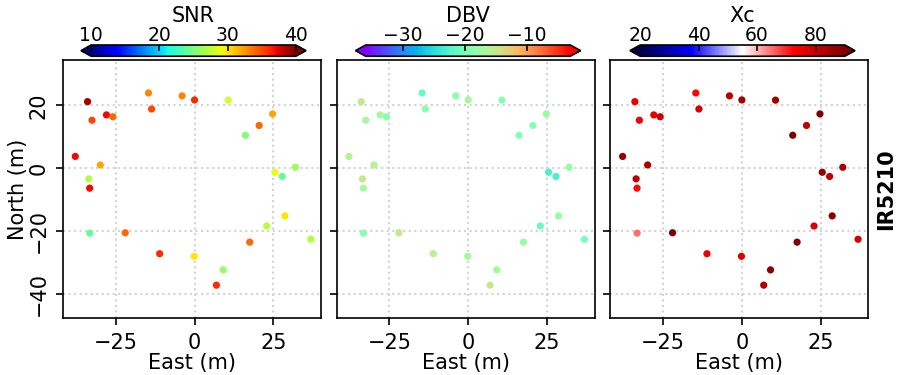 SNR DBV Xc
10 20 30 40 −30 −20 −10 20 40 60 80
20
0
−20
−40
North (m)
IR5210
−25 0 25 −25 0 25 −25 0 25
East (m) East (m) East (m)